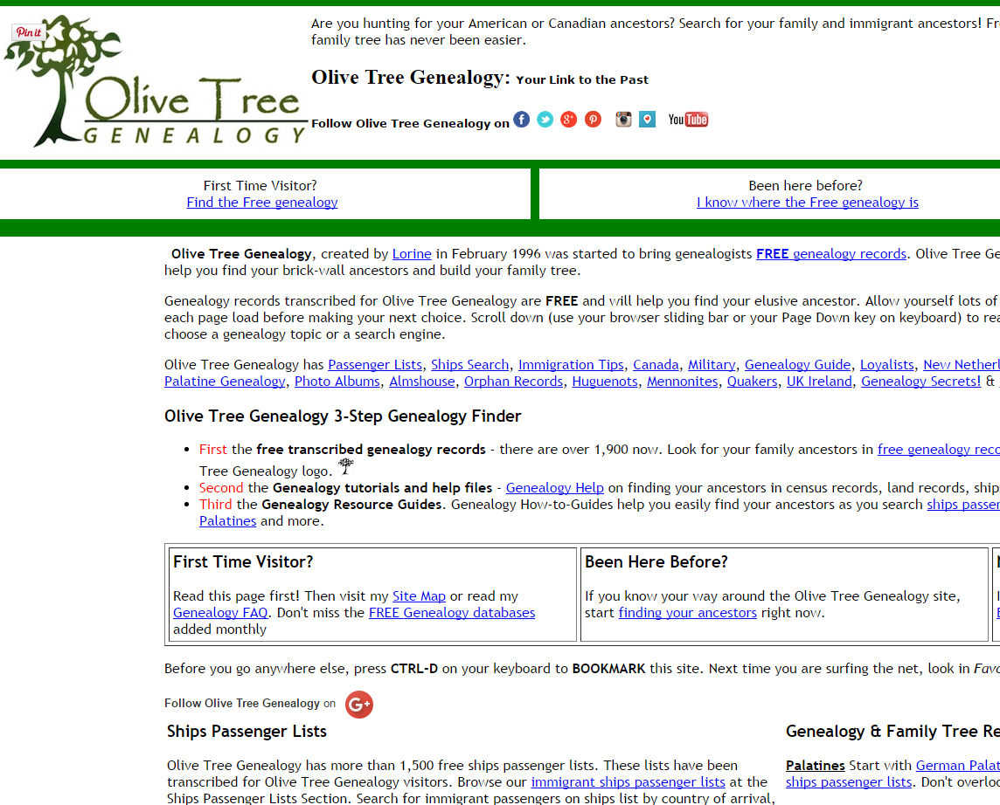 Pin it
Olive Tree
GENEALOGY
Are you hunting for your American or Canadian ancestors? Search for your family and immigrant ancestors!
family tree has never been easier.
Olive Tree Genealogy: Your Link to the Past
Follow Olive Tree Genealogy on
You Tube
First Time Visitor?
Find the Free genealogy
Been here before?
I know where the Free genealogy is
Olive Tree Genealogy, created by Lorine in February 1996 was started to bring genealogists FREE genealogy records. Olive Tree
help you find your brick-wall ancestors and build your family tree.
Genealogy records transcribed for Olive Tree Genealogy are FREE and will help you find your elusive ancestor. Allow yourself lots of
each page load before making your next choice. Scroll down (use your browser sliding bar or your Page Down key on keyboard) to
choose a genealogy topic or a search engine.
Olive Tree Genealogy has Passenger Lists, Ships Search, Immigration Tips, Canada, Military, Genealogy Guide, Loyalists, New
Palatine Genealogy, Photo Albums, Almshouse, Orphan Records, Huguenots, Mennonites, Quakers, UK Ireland, Genealogy Secrets! &
Olive Tree Genealogy 3-Step Genealogy Finder
First the free transcribed genealogy records - there are over 1,900 now. Look for your family ancestors in free genealogy
Tree Genealogy logo.
Second the Genealogy tutorials and help files - Genealogy Help on finding your ancestors in census records, land records,
Third the Genealogy Resource Guides. Genealogy How-to-Guides help you easily find your ancestors as you search ships
Palatines and more.
First Time Visitor?
Read this page first! Then visit my Site Map or read my
Genealogy FAQ. Don't miss the FREE Genealogy databases
added monthly
Been Here Before?
If you know your way around the Olive Tree Genealogy site,
start finding your ancestors right now.
Before you go anywhere else, press CTRL-D on your keyboard to BOOKMARK this site. Next time you are surfing the net, look in
Follow Olive Tree Genealogy on G+
Ships Passenger Lists
Olive Tree Genealogy has more than 1,500 free ships passenger lists. These lists have been
transcribed for Olive Tree Genealogy visitors. Browse our immigrant ships passenger lists at the
Ships Passenger Lists Section. Search for immigrant passengers on ships list by country of arrival,
Genealogy & Family Tree
Palatines Start with German
ships passenger lists. Don't